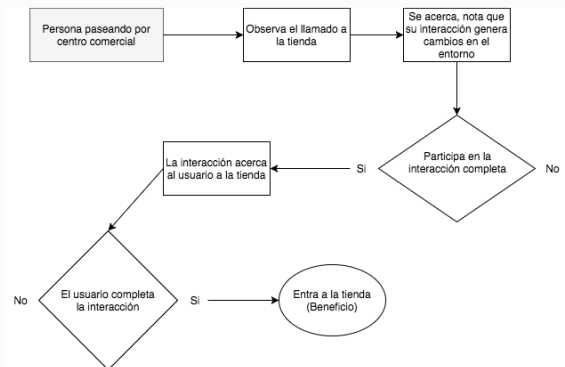 Persona paseando por
centro comercial
Observa el llamado a
la tienda
Se acerca, nota que
su interacción genera
cambios en el
entorno
Participa en la
interacción completa
Si
No
La interacción acerca
al usuario a la tienda
El usuario completa
la interacción
No
Si
Entra a la tienda
(Beneficio)